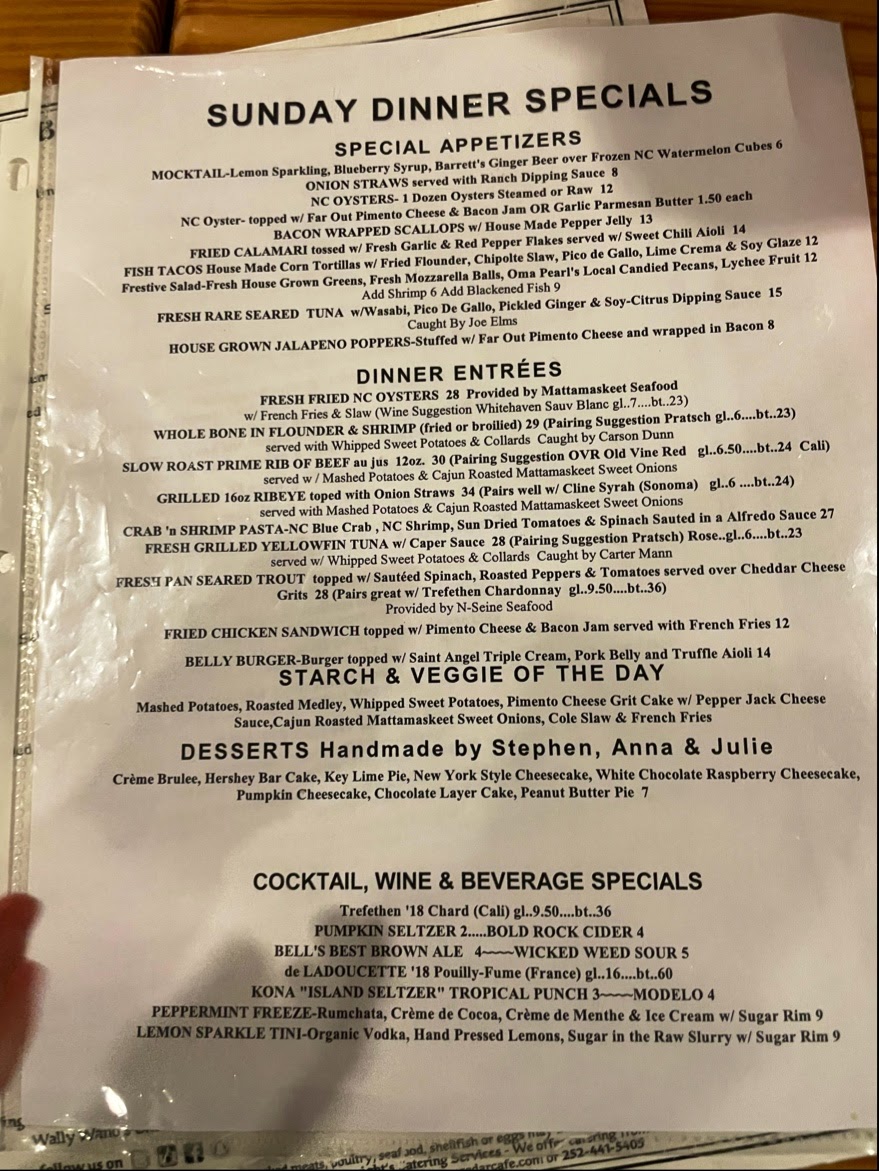 SUNDAY DINNER SPECIALS
SPECIAL APPETIZERS
MOCKTAIL-Lemon Sparkling, Blueberry Syrup, Barrett's Ginger Beer over Frozen NC Watermelon Cubes 6
ONION STRAWS served with Ranch Dipping Sauce 8
NC OYSTERS- 1 Dozen Oysters Steamed or Raw 12
NC Oyster- topped w/ Far Out Pimento Cheese & Bacon Jam OR Garlic Parmesan Butter 1.50 each
BACON WRAPPED SCALLOPS w/ House Made Pepper Jelly 13
FRIED CALAMARI tossed w/ Fresh Garlic & Red Pepper Flakes served w/ Sweet Chili Aioli 14
FISH TACOS House Made Corn Tortillas w/ Fried Flounder, Chipolte Slaw, Pico de Gallo, Lime Crema & Soy Glaze 12
Frestive Salad-Fresh House Grown Greens, Fresh Mozzarella Balls, Oma Pearl's Local Candied Pecans, Lychee Fruit 12
Add Shrimp 6 Add Blackened Fish 9
FRESH RARE SEARED TUNA w/Wasabi, Pico De Gallo, Pickled Ginger & Soy-Citrus Dipping Sauce 15
Caught By Joe Elms
HOUSE GROWN JALAPENO POPPERS-Stuffed w/ Far Out Pimento Cheese and wrapped in Bacon 8
DINNER ENTRÉES
FRESH FRIED NC OYSTERS 28 Provided by Mattamaskeet Seafood
w/ French Fries & Slaw (Wine Suggestion Whitehaven Sauv Blanc gl..7....bt..23)
WHOLE BONE IN FLOUNDER & SHRIMP (fried or broilied) 29 (Pairing Suggestion Pratsch gl..6....bt..23)
served with Whipped Sweet Potatoes & Collards Caught by Carson Dunn
SLOW ROAST PRIME RIB OF BEEF au jus 12oz. 30 (Pairing Suggestion OVR Old Vine Red gl..6.50....bt..24 Cali)
served w / Mashed Potatoes & Cajun Roasted Mattamaskeet Sweet Onions
GRILLED 16oz RIBEYE toped with Onion Straws 34 (Pairs well w/ Cline Syrah (Sonoma) gl..6 ....bt..24)
served with Mashed Potatoes & Cajun Roasted Mattamaskeet Sweet Onions
CRAB 'n SHRIMP PASTA-NC Blue Crab , NC Shrimp, Sun Dried Tomatoes & Spinach Sauted in a Alfredo Sauce 27
FRESH GRILLED YELLOWFIN TUNA w/ Caper Sauce 28 (Pairing Suggestion Pratsch) Rose..gl..6....bt..23
served w/ Whipped Sweet Potatoes & Collards Caught by Carter Mann
FRESH PAN SEARED TROUT topped w/ Sautéed Spinach, Roasted Peppers & Tomatoes served over Cheddar Cheese
Grits 28 (Pairs great w/ Trefethen Chardonnay gl..9.50....bt..36)
Provided by N-Seine Seafood
FRIED CHICKEN SANDWICH topped w/ Pimento Cheese & Bacon Jam served with French Fries 12
BELLY BURGER-Burger topped w/ Saint Angel Triple Cream, Pork Belly and Truffle Aioli 14
STARCH & VEGGIE OF THE DAY
Mashed Potatoes, Roasted Medley, Whipped Sweet Potatoes, Pimento Cheese Grit Cake w/ Pepper Jack Cheese
Sauce,Cajun Roasted Mattamaskeet Sweet Onions, Cole Slaw & French Fries
DESSERTS Handmade by Stephen, Anna & Julie
Crème Brulee, Hershey Bar Cake, Key Lime Pie, New York Style Cheesecake, White Chocolate Raspberry Cheesecake,
Pumpkin Cheesecake, Chocolate Layer Cake, Peanut Butter Pie 7
COCKTAIL, WINE & BEVERAGE SPECIALS
Trefethen '18 Chard (Cali) gl..9.50....bt..36
PUMPKIN SELTZER 2.....BOLD ROCK CIDER 4
BELL'S BEST BROWN ALE 4~~~WICKED WEED SOUR 5
de LADOUCETTE '18 Pouilly-Fume (France) gl..16....bt..60
KONA "ISLAND SELTZER" TROPICAL PUNCH 3~~~MODELO 4
PEPPERMINT FREEZE-Rumchata, Crème de Cocoa, Crème de Menthe & Ice Cream w/ Sugar Rim 9
LEMON SPARKLE TINI-Organic Vodka, Hand Pressed Lemons, Sugar in the Raw Slurry w/ Sugar Rim 9
meats, poultry, seafood, shellfish or eggs
Wally
us on
Services - We offer catering
or 252-441-5405